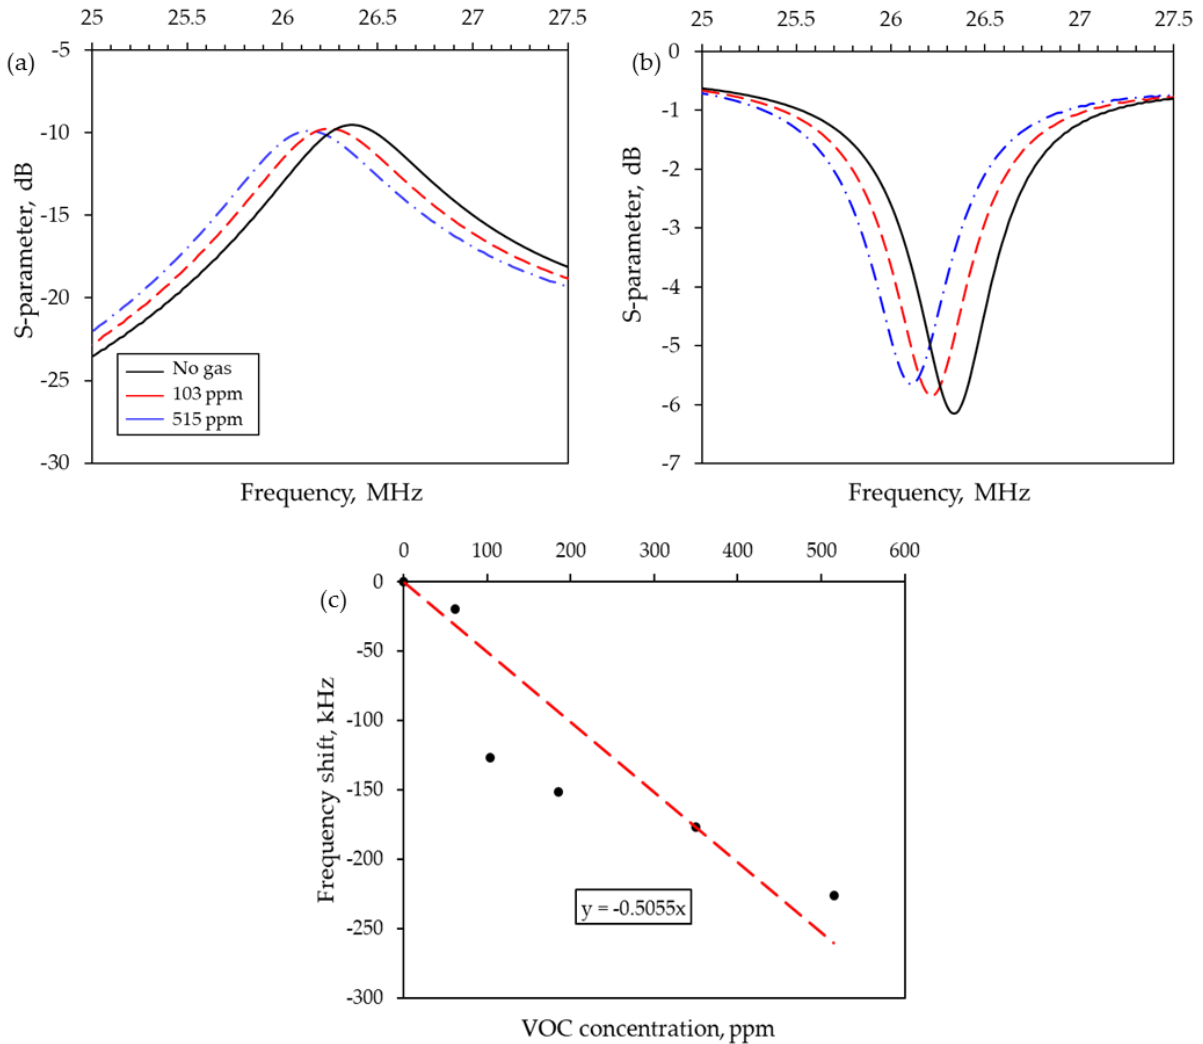 25 25.5 26 26.5 27 27.5
(a)
-5
-10
-15
-20
-25
-30
S-parameter, dB
No gas
103 ppm
515 ppm
Frequency, MHz
25 25.5 26 26.5 27 27.5
(b)
0
-1
-2
-3
-4
-5
-6
-7
S-parameter, dB
Frequency, MHz
0 100 200 300 400 500 600
(c)
0
-50
-100
-150
-200
-250
-300
Frequency shift, kHz
y = -0.5055x
VOC concentration, ppm